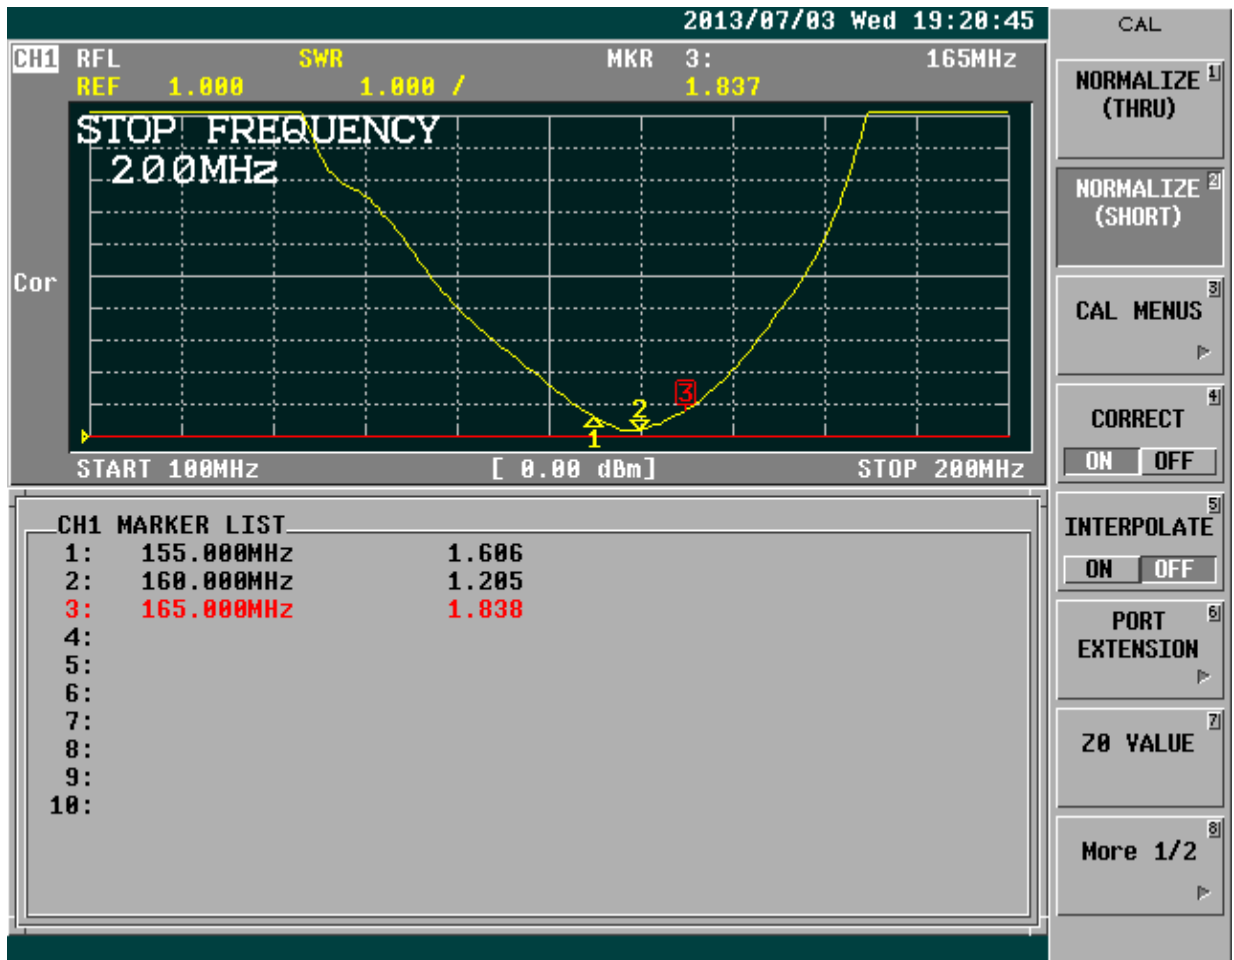 2013/07/03 Wed 19:20:45
CH1 RFL SWR MKR 3: 165MHz
REF 1.000 1.000 / 1.837
STOP FREQUENCY
200MHz
Cor
3
2
1
START 100MHz [ 0.00 dBm] STOP 200MHz
CH1 MARKER LIST
1: 155.000MHz 1.606
2: 160.000MHz 1.205
3: 165.000MHz 1.838
4:
5:
6:
7:
8:
9:
10:
CAL
NORMALIZE 1
(THRU)
NORMALIZE 2
(SHORT)
3
CAL MENUS
4
CORRECT
ON OFF
5
INTERPOLATE
ON OFF
PORT 6
EXTENSION
7
Z0 VALUE
8
More 1/2